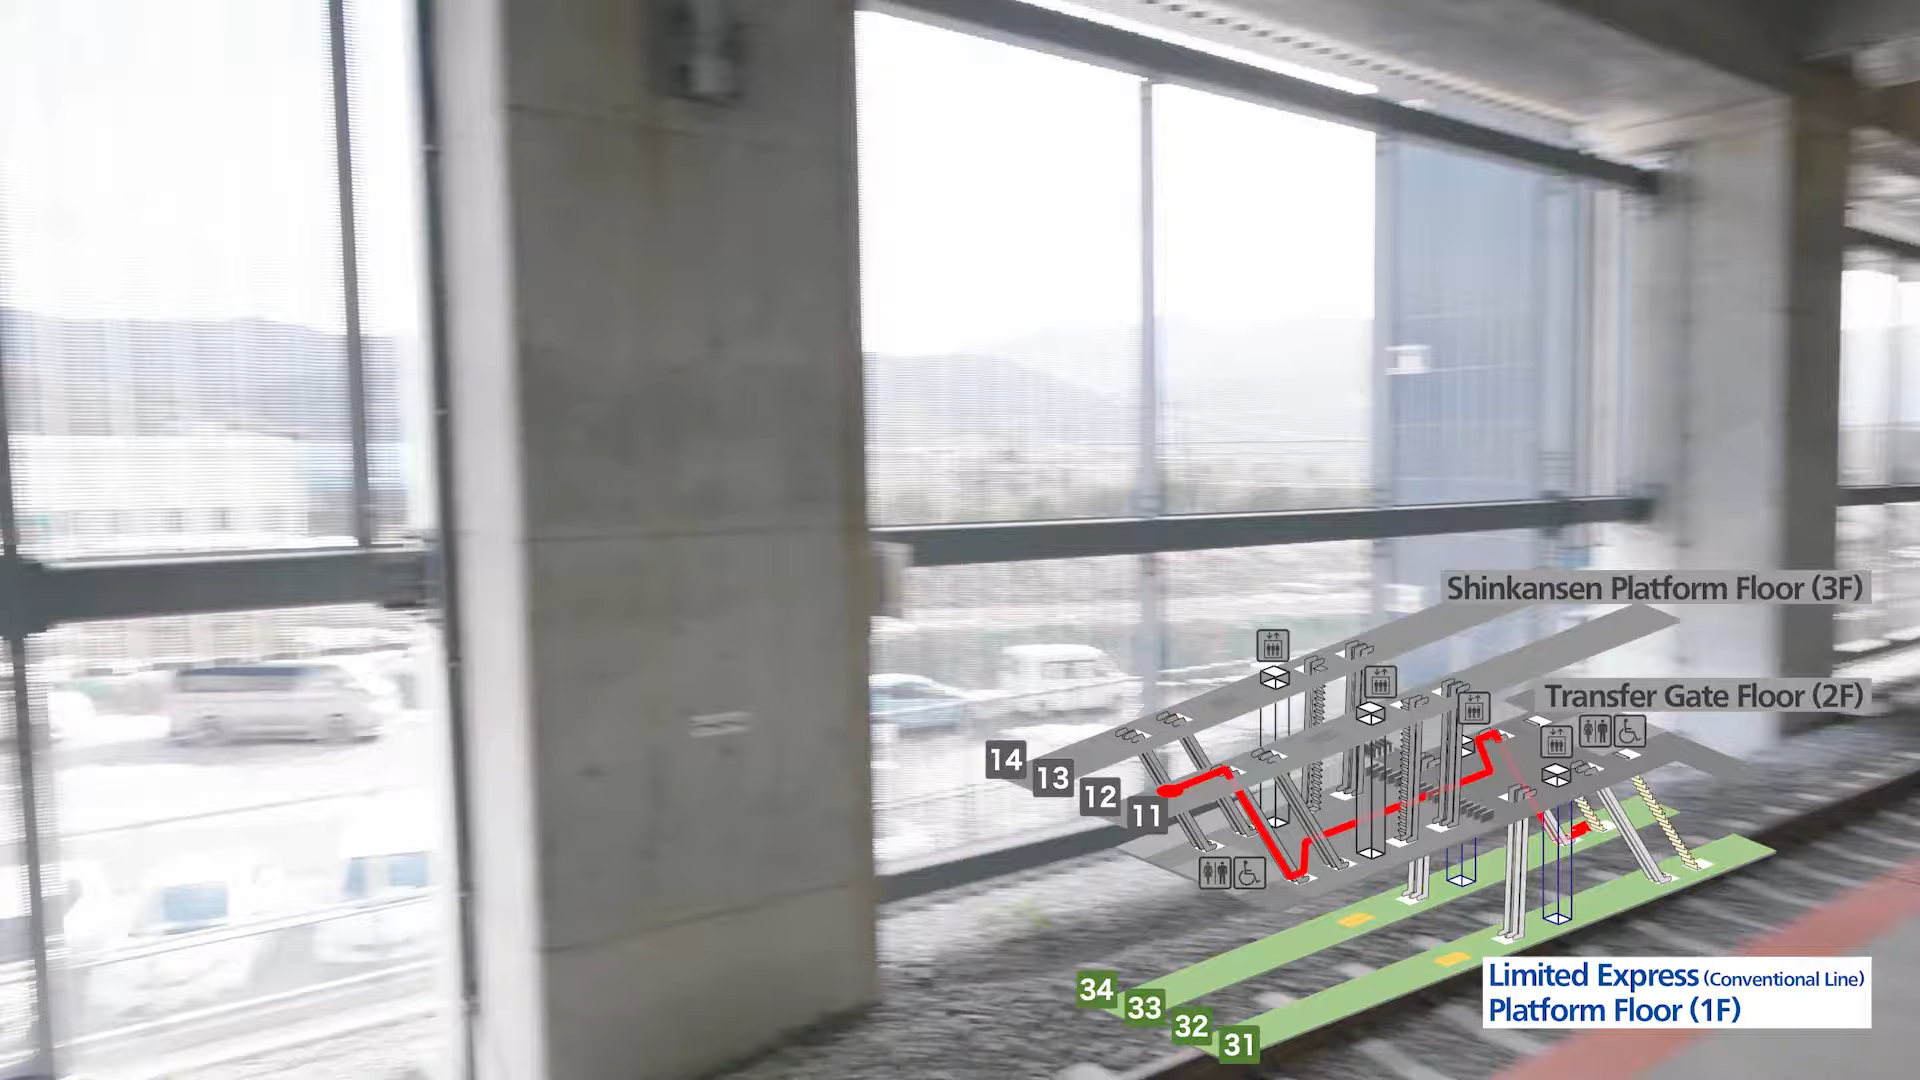 Shinkansen Platform Floor (3F)
Transfer Gate Floor (2F)
14
13
12
11
34
33
32
31
Limited Express (Conventional Line)
Platform Floor (1F)